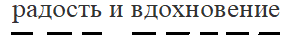 радость и вдохновение